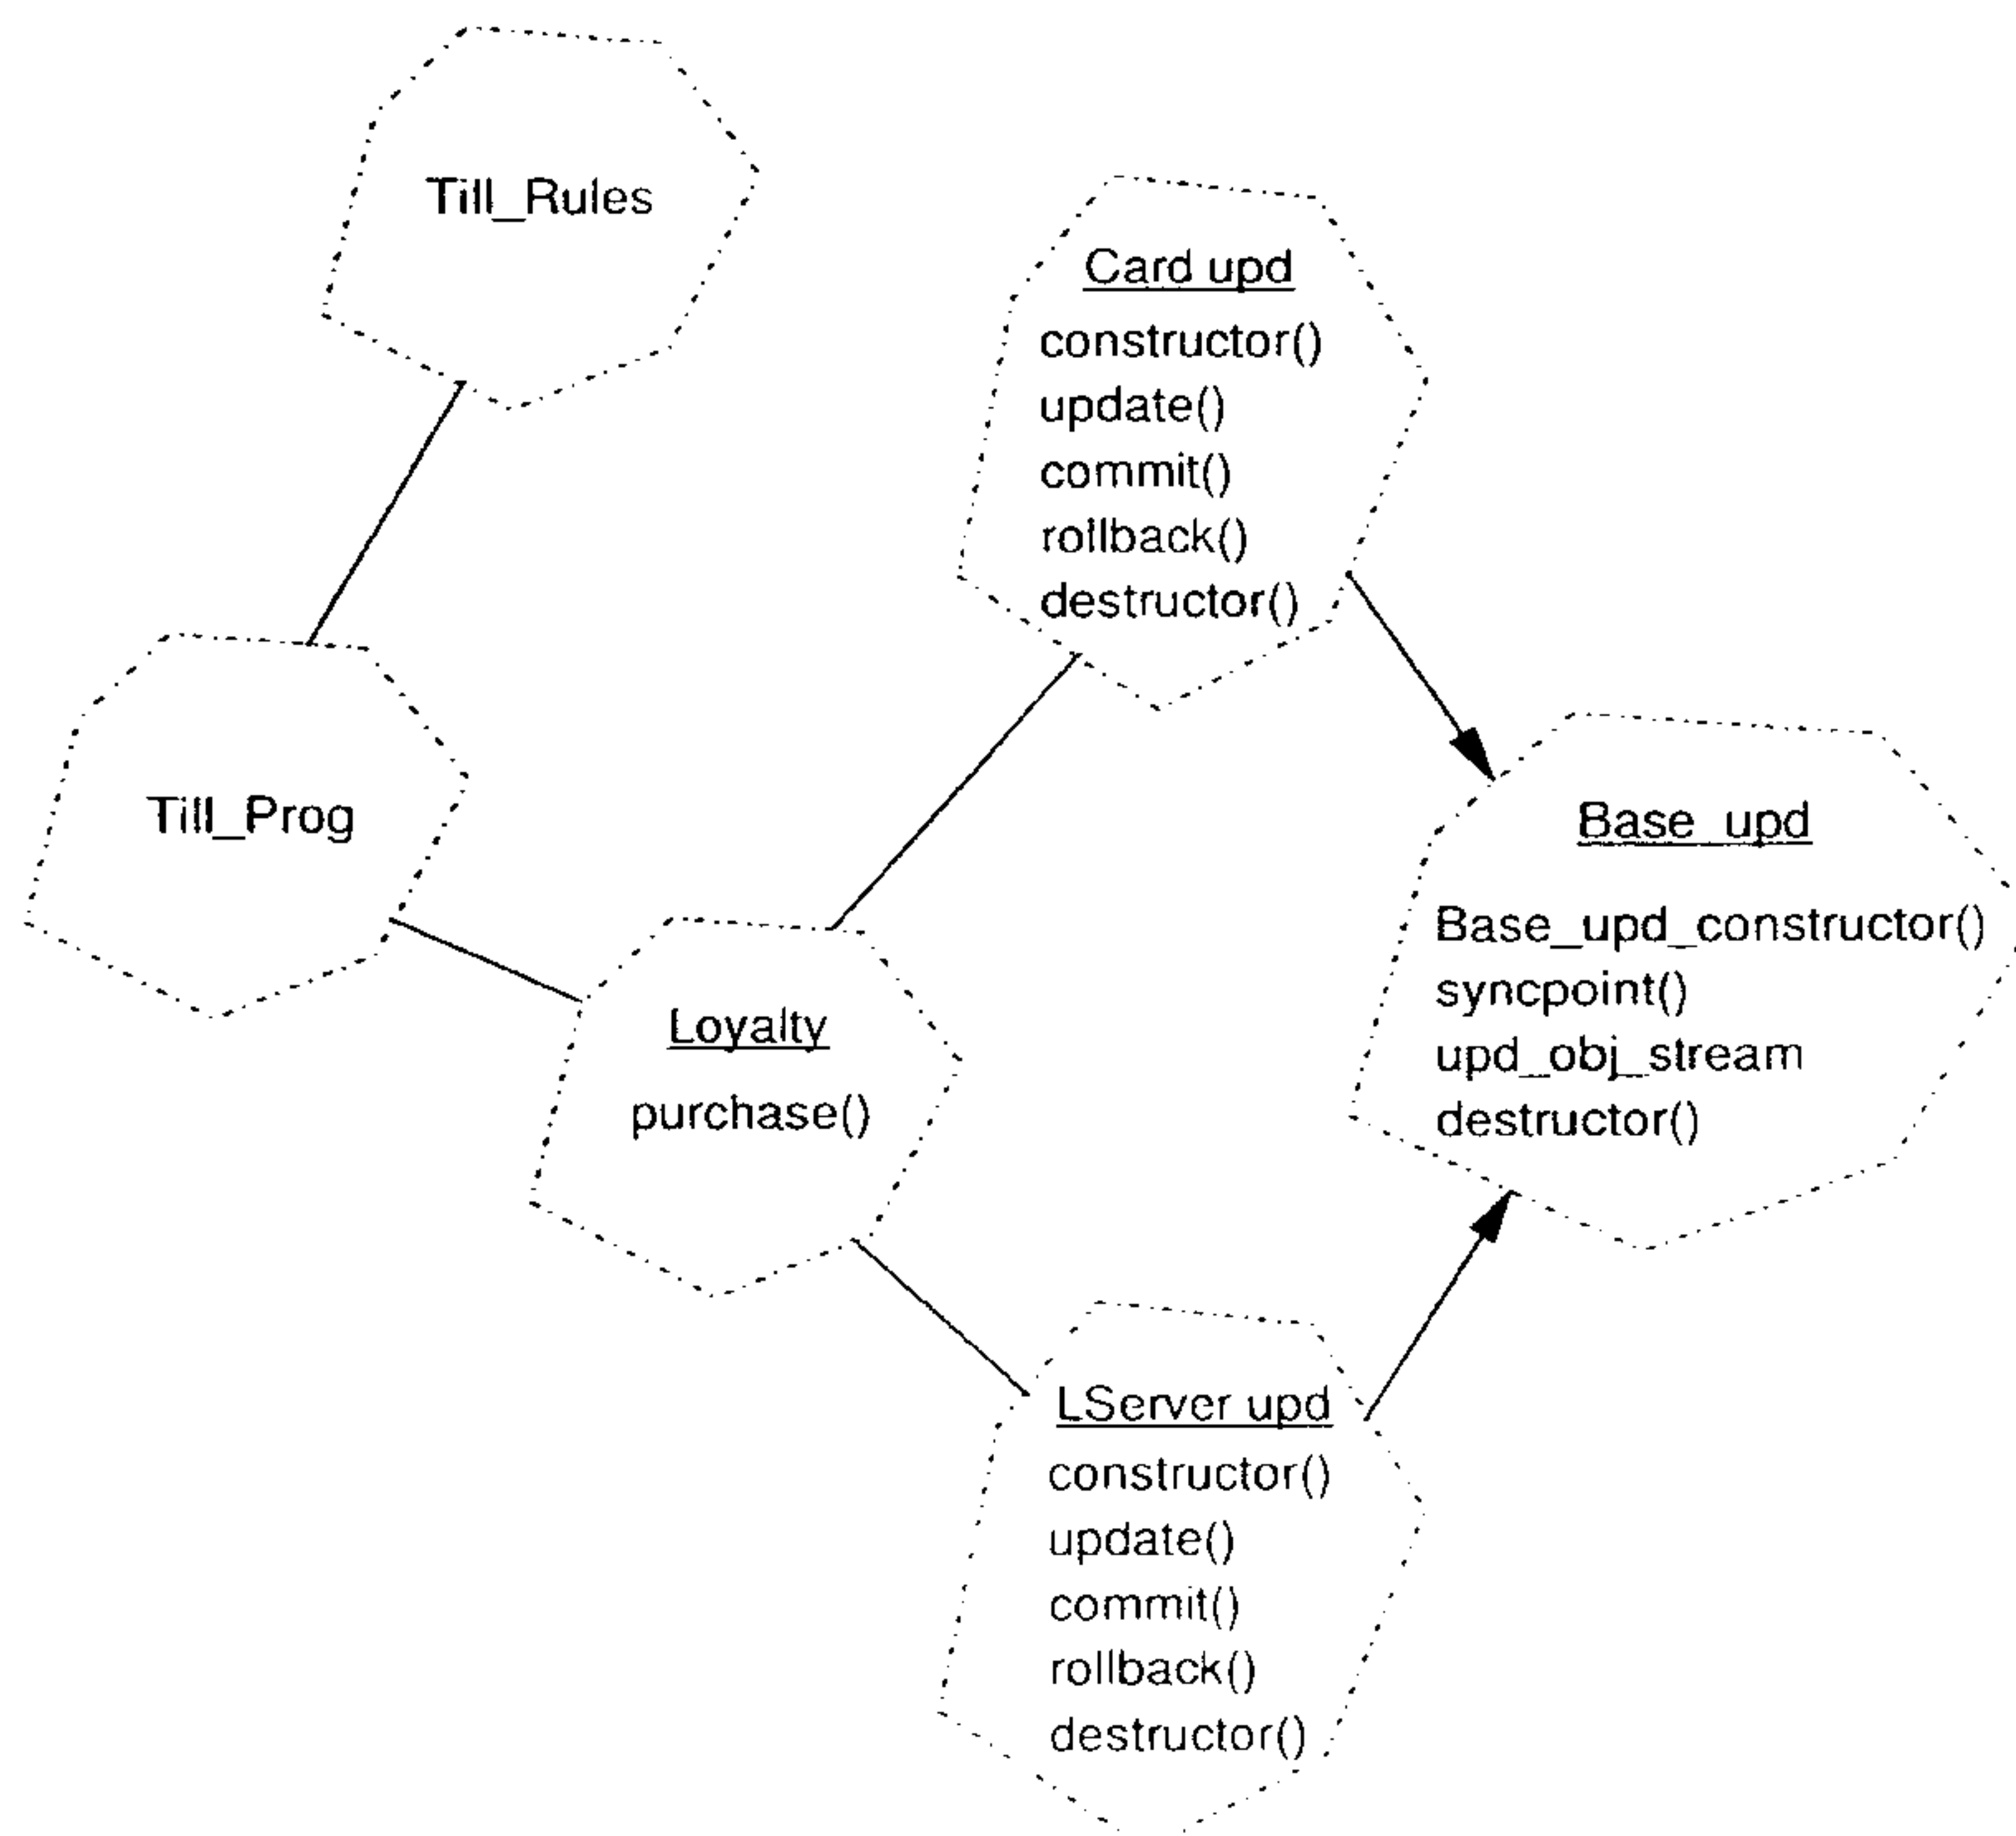 Till_Rules
Card upd
constructor()
update()
commit()
rollback()
destructor()
Till_Prog
Loyalty
purchase()
Base_upd
Base_upd_constructor()
syncpoint()
upd_obj_stream
destructor()
LServer upd
constructor()
update()
commit()
rollback()
destructor()